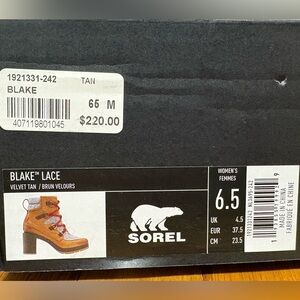 1921331-242 TAN
BLAKE
65 M
$220.00
407119801045
BLAKE™ LACE
VELVET TAN / BRUN VELOURS
SOREL
WOMEN'S
FEMMES
6.5
UK 4.5
EUR 37.5
CM 23.5
MADE IN CHINA
FABRIQUÉ EN CHINE